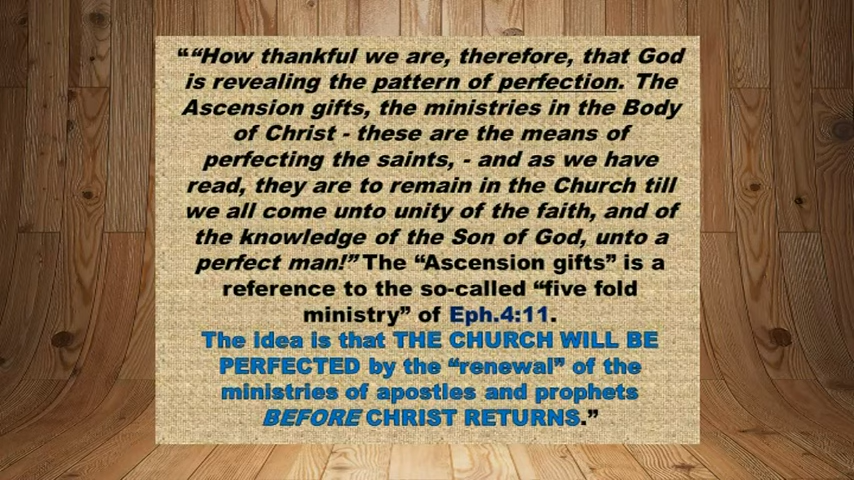 ““How thankful we are, therefore, that God
is revealing the pattern of perfection. The
Ascension gifts, the ministries in the Body
of Christ - these are the means of
perfecting the saints, - and as we have
read, they are to remain in the Church till
we all come unto unity of the faith, and of
the knowledge of the Son of God, unto a
perfect man!” The “Ascension gifts” is a
reference to the so-called “five fold
ministry” of Eph.4:11.
The idea is that THE CHURCH WILL BE
PERFECTED by the “renewal” of the
ministries of apostles and prophets
BEFORE CHRIST RETURNS.”